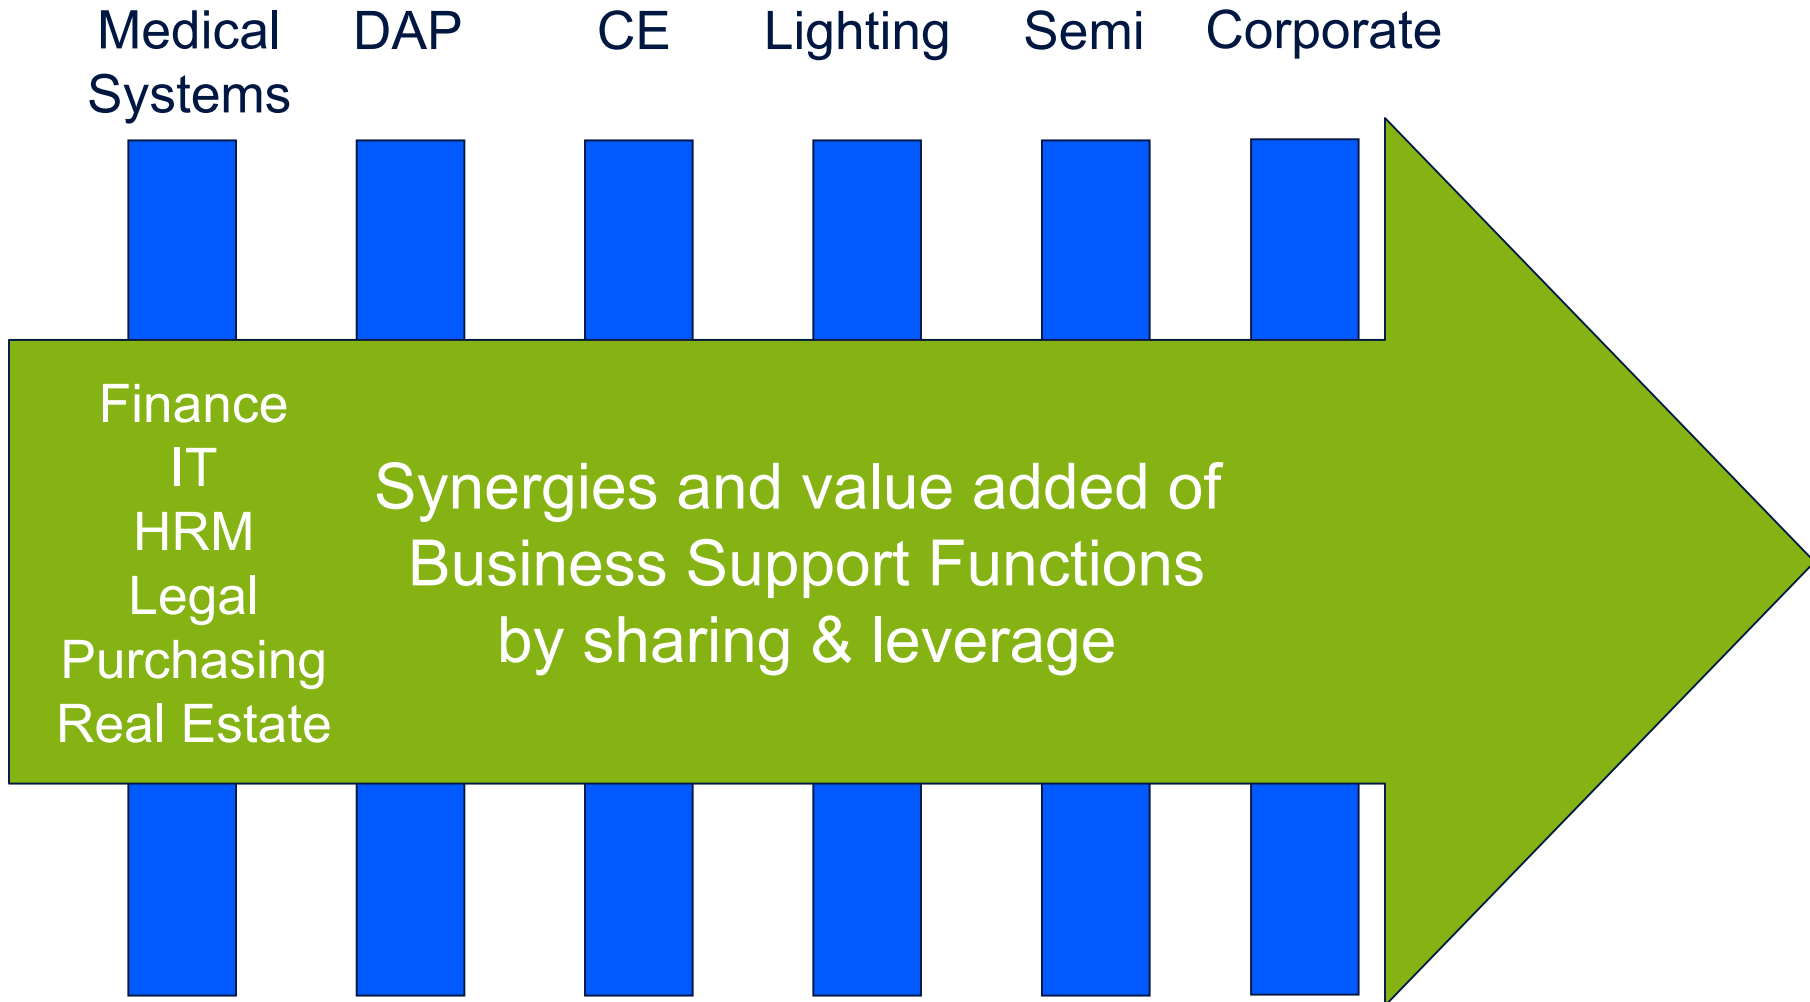 Medical
Systems
DAP
CE
Lighting
Semi
Corporate
Finance
IT
HRM
Legal
Purchasing
Real Estate
Synergies and value added of
Business Support Functions
by sharing & leverage